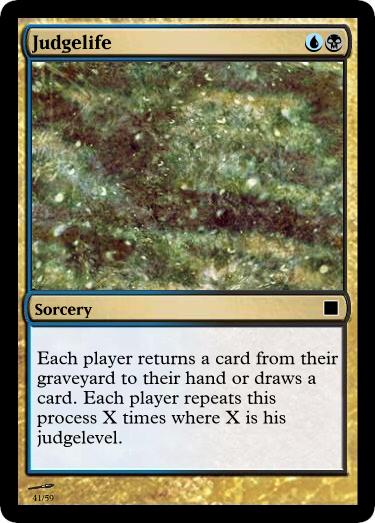 Judgelife
Sorcery
Each player returns a card from their
graveyard to their hand or draws a
card. Each player repeats this
process X times where X is his
judgelevel.
41/59